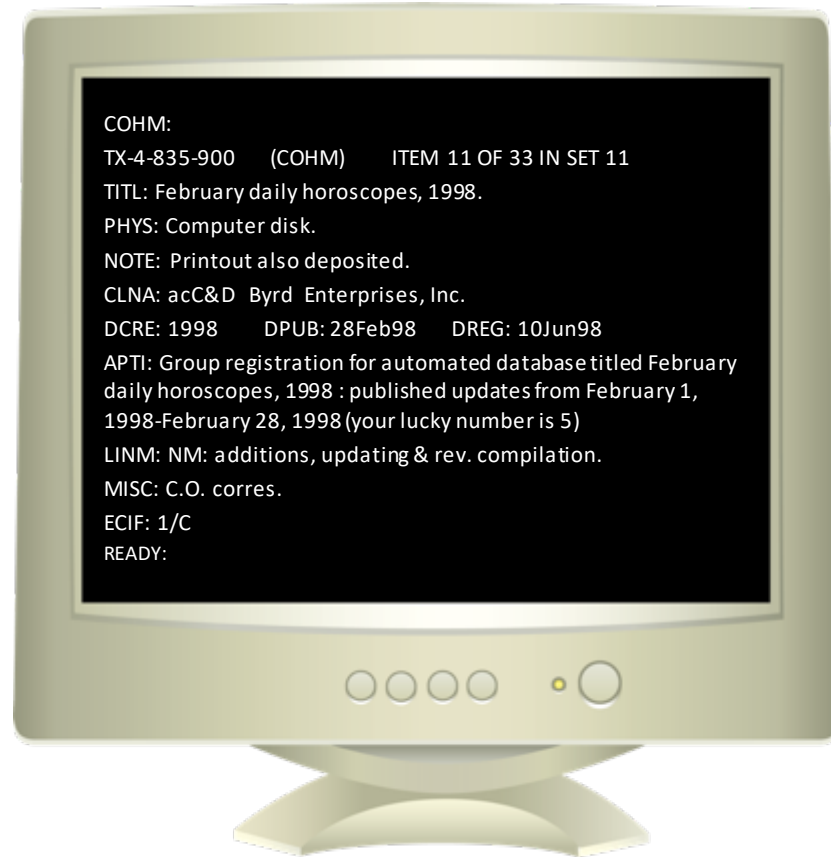 COHM:
TX-4-835-900 (COHM) ITEM 11 OF 33 IN SET 11
TITL: February daily horoscopes, 1998.
PHYS: Computer disk.
NOTE: Printout also deposited.
CLNA: acC&D Byrd Enterprises, Inc.
DCRE: 1998 DPUB: 28Feb98 DREG: 10Jun98
APTI: Group registration for automated database titled February
daily horoscopes, 1998 : published updates from February 1,
1998-February 28, 1998 (your lucky number is 5)
LINM: NM: additions, updating & rev. compilation.
MISC: C.O. corres.
ECIF: 1/C
READY: